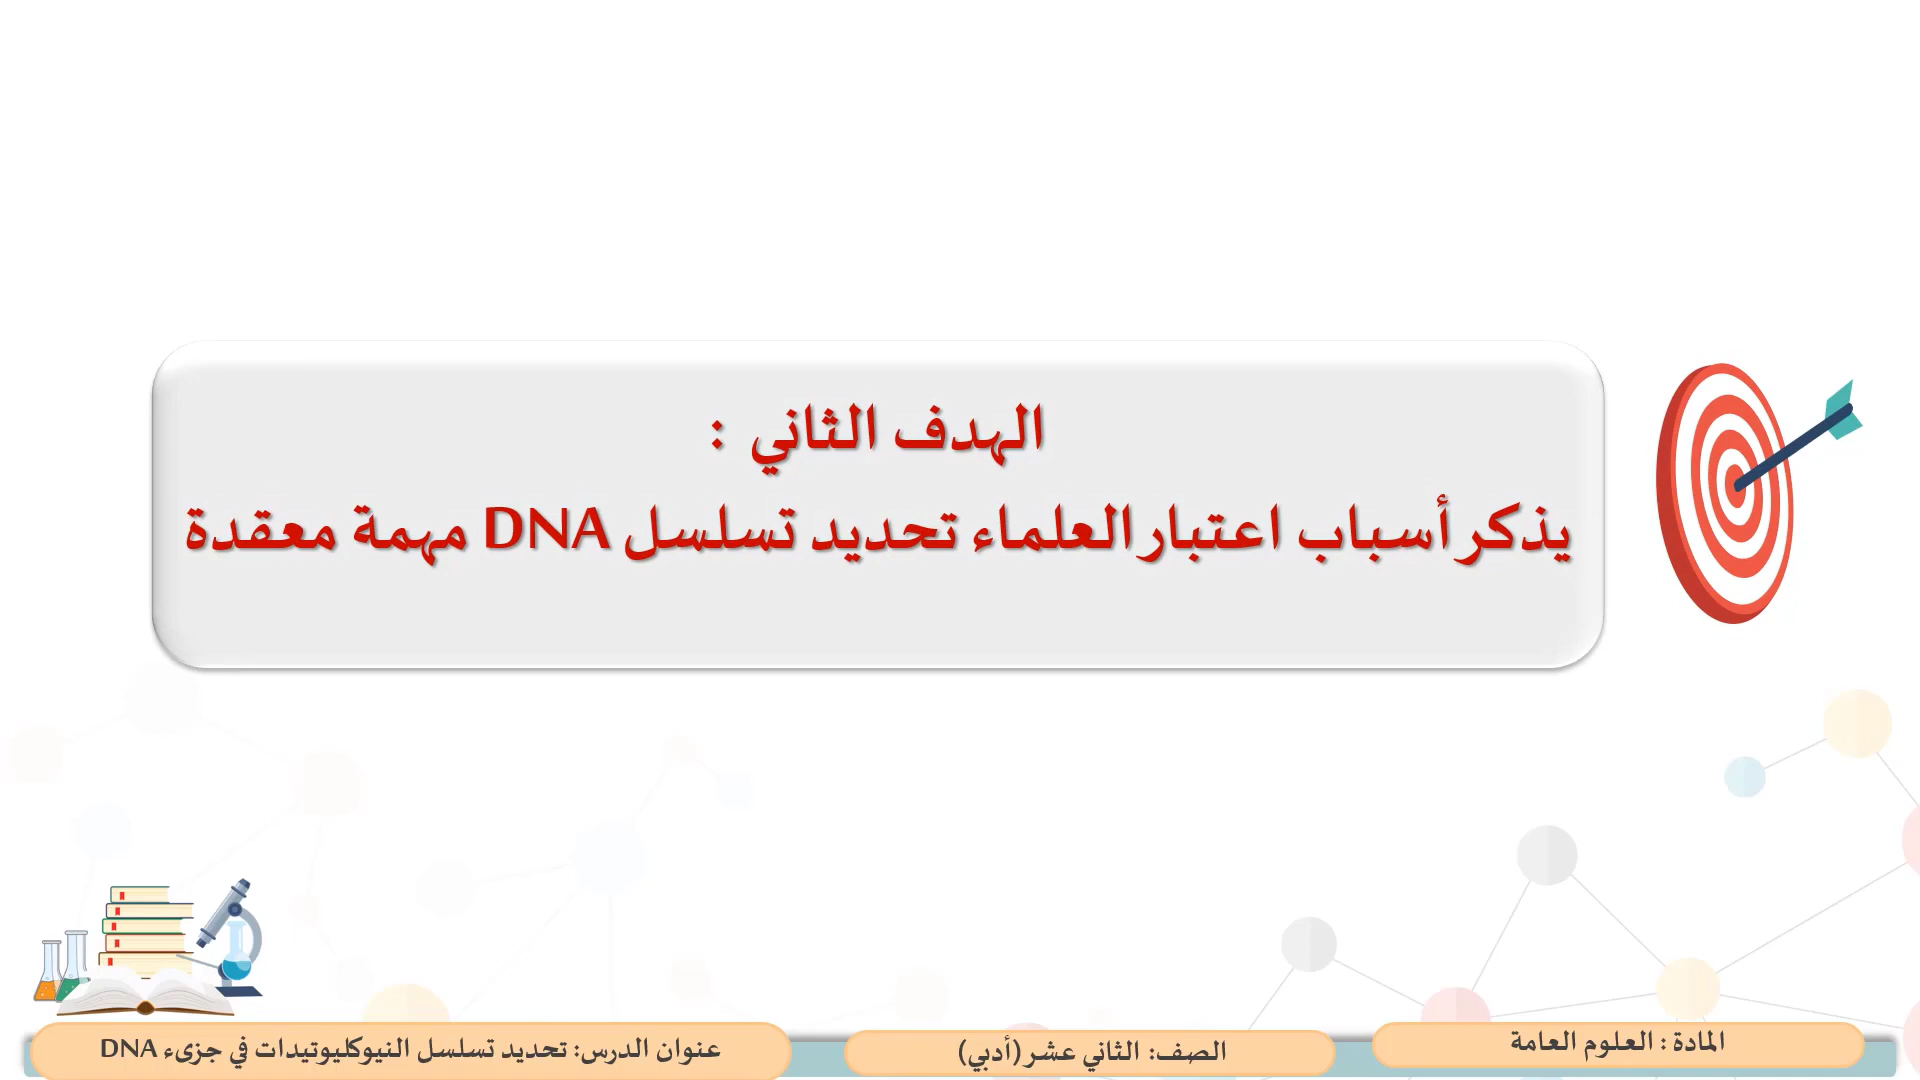 الهدف الثاني :
يذكر أسباب اعتبار العلماء تحديد تسلسل DNA مهمة معقدة
المادة : العلوم العامة
الصف: الثاني عشر (أدبي)
عنوان الدرس: تحديد تسلسل النيوكليوتيدات في جزيء DNA